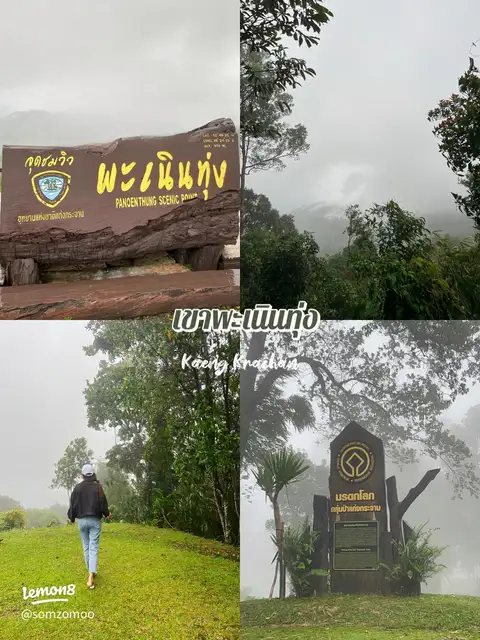 จุดชมวิว
พะเนินทุ่ง
PANOENTHUNG SCENIC POINT
อุทยานแห่งชาติแก่งกระจาน
เขาพะเนินทุ่ง
Kaeng Krachan
มรดกโลก
กลุ่มป่าแก่งกระจาน
Lemon8
@somzomoo